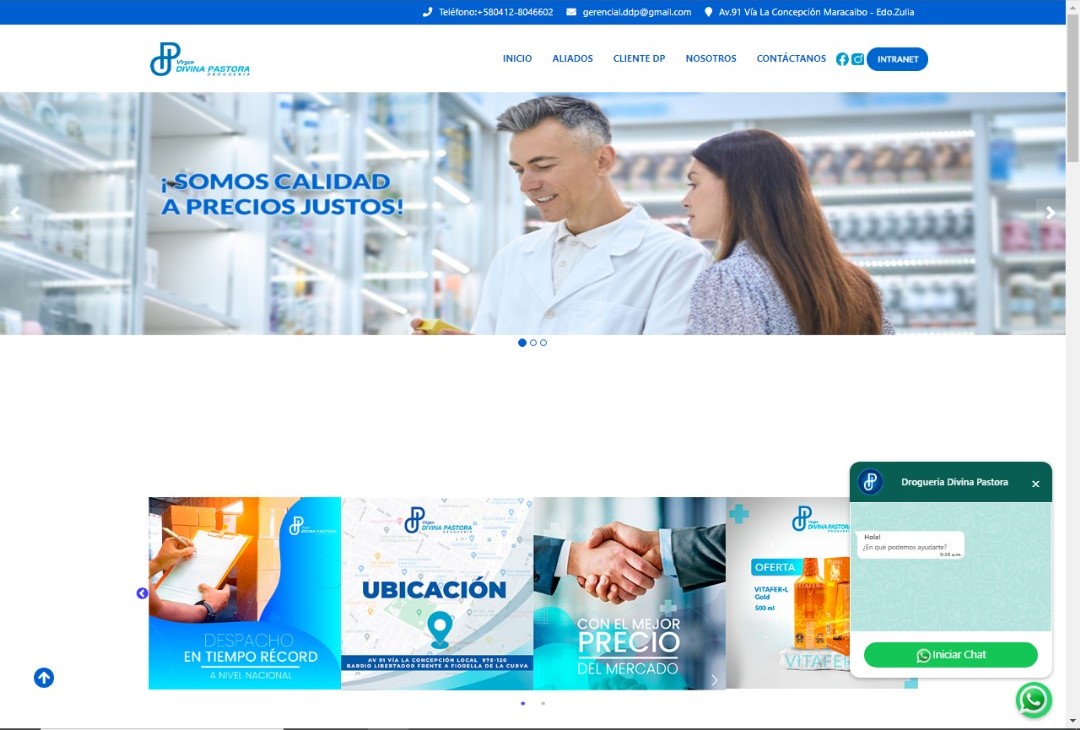 Teléfono:+580412-8046602 gerencial.ddp@gmail.com Av.91 Vía La Concepción Maracaibo - Edo.Zulia
Virgen
DIVINA PASTORA
DROGUERÍA
INICIO ALIADOS CLIENTE DP NOSOTROS CONTÁCTANOS INTRANET
¡SOMOS CALIDAD
A PRECIOS JUSTOS!
Droguería Divina Pastora
×
Hola!
¿En qué podemos ayudarte?
Iniciar Chat
Virgen
DIVINA PASTORA
DESPACHO
EN TIEMPO RÉCORD
A NIVEL NACIONAL
Virgen
DIVINA PASTORA
DROGUERÍA
UBICACIÓN
AV 91 VÍA LA CONCEPCIÓN LOCAL 97E-120
BARRIO LIBERTADOR FRENTE A FIORELLA DE LA CURVA
CON EL MEJOR
PRECIO
DEL MERCADO
Virgen
DIVINA PASTORA
OFERTA
VITAFER-L
Gold
500 ml